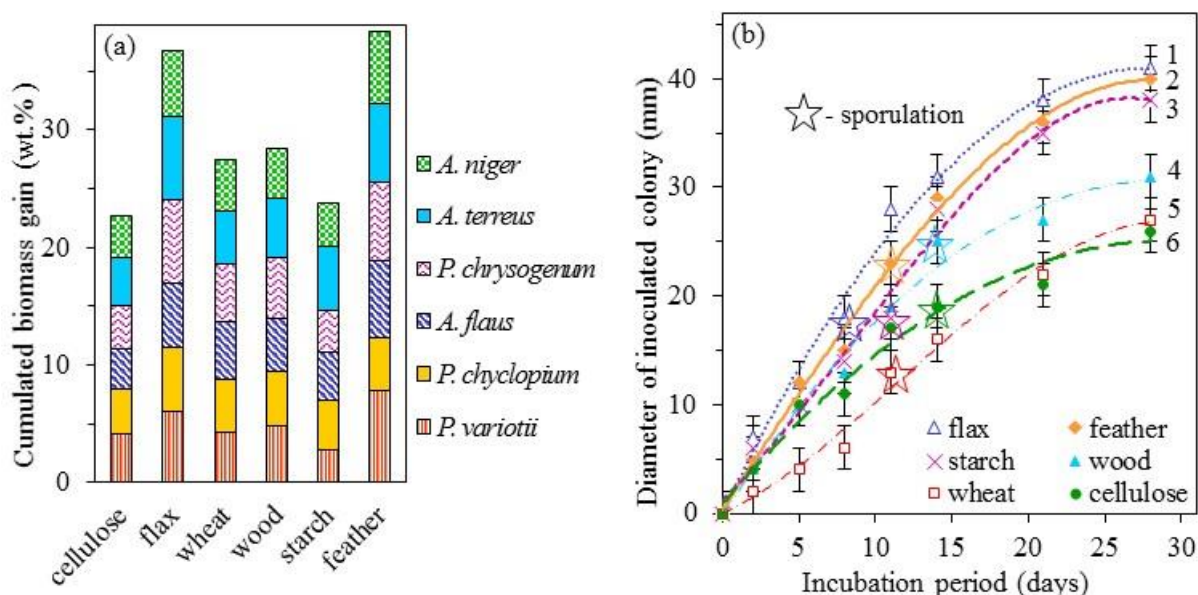 (a)
Cumulated biomass gain (wt.%)
30
20
10
0
cellulose
flax
wheat
wood
starch
feather
A. niger
A. terreus
P. chrysogenum
A. flaus
P. chyclopium
P. variotii
(b)
Diameter of inoculated colony (mm)
40
30
20
10
0
- sporulation
1
2
3
4
5
6
flax
feather
starch
wood
wheat
cellulose
0 5 10 15 20 25 30
Incubation period (days)